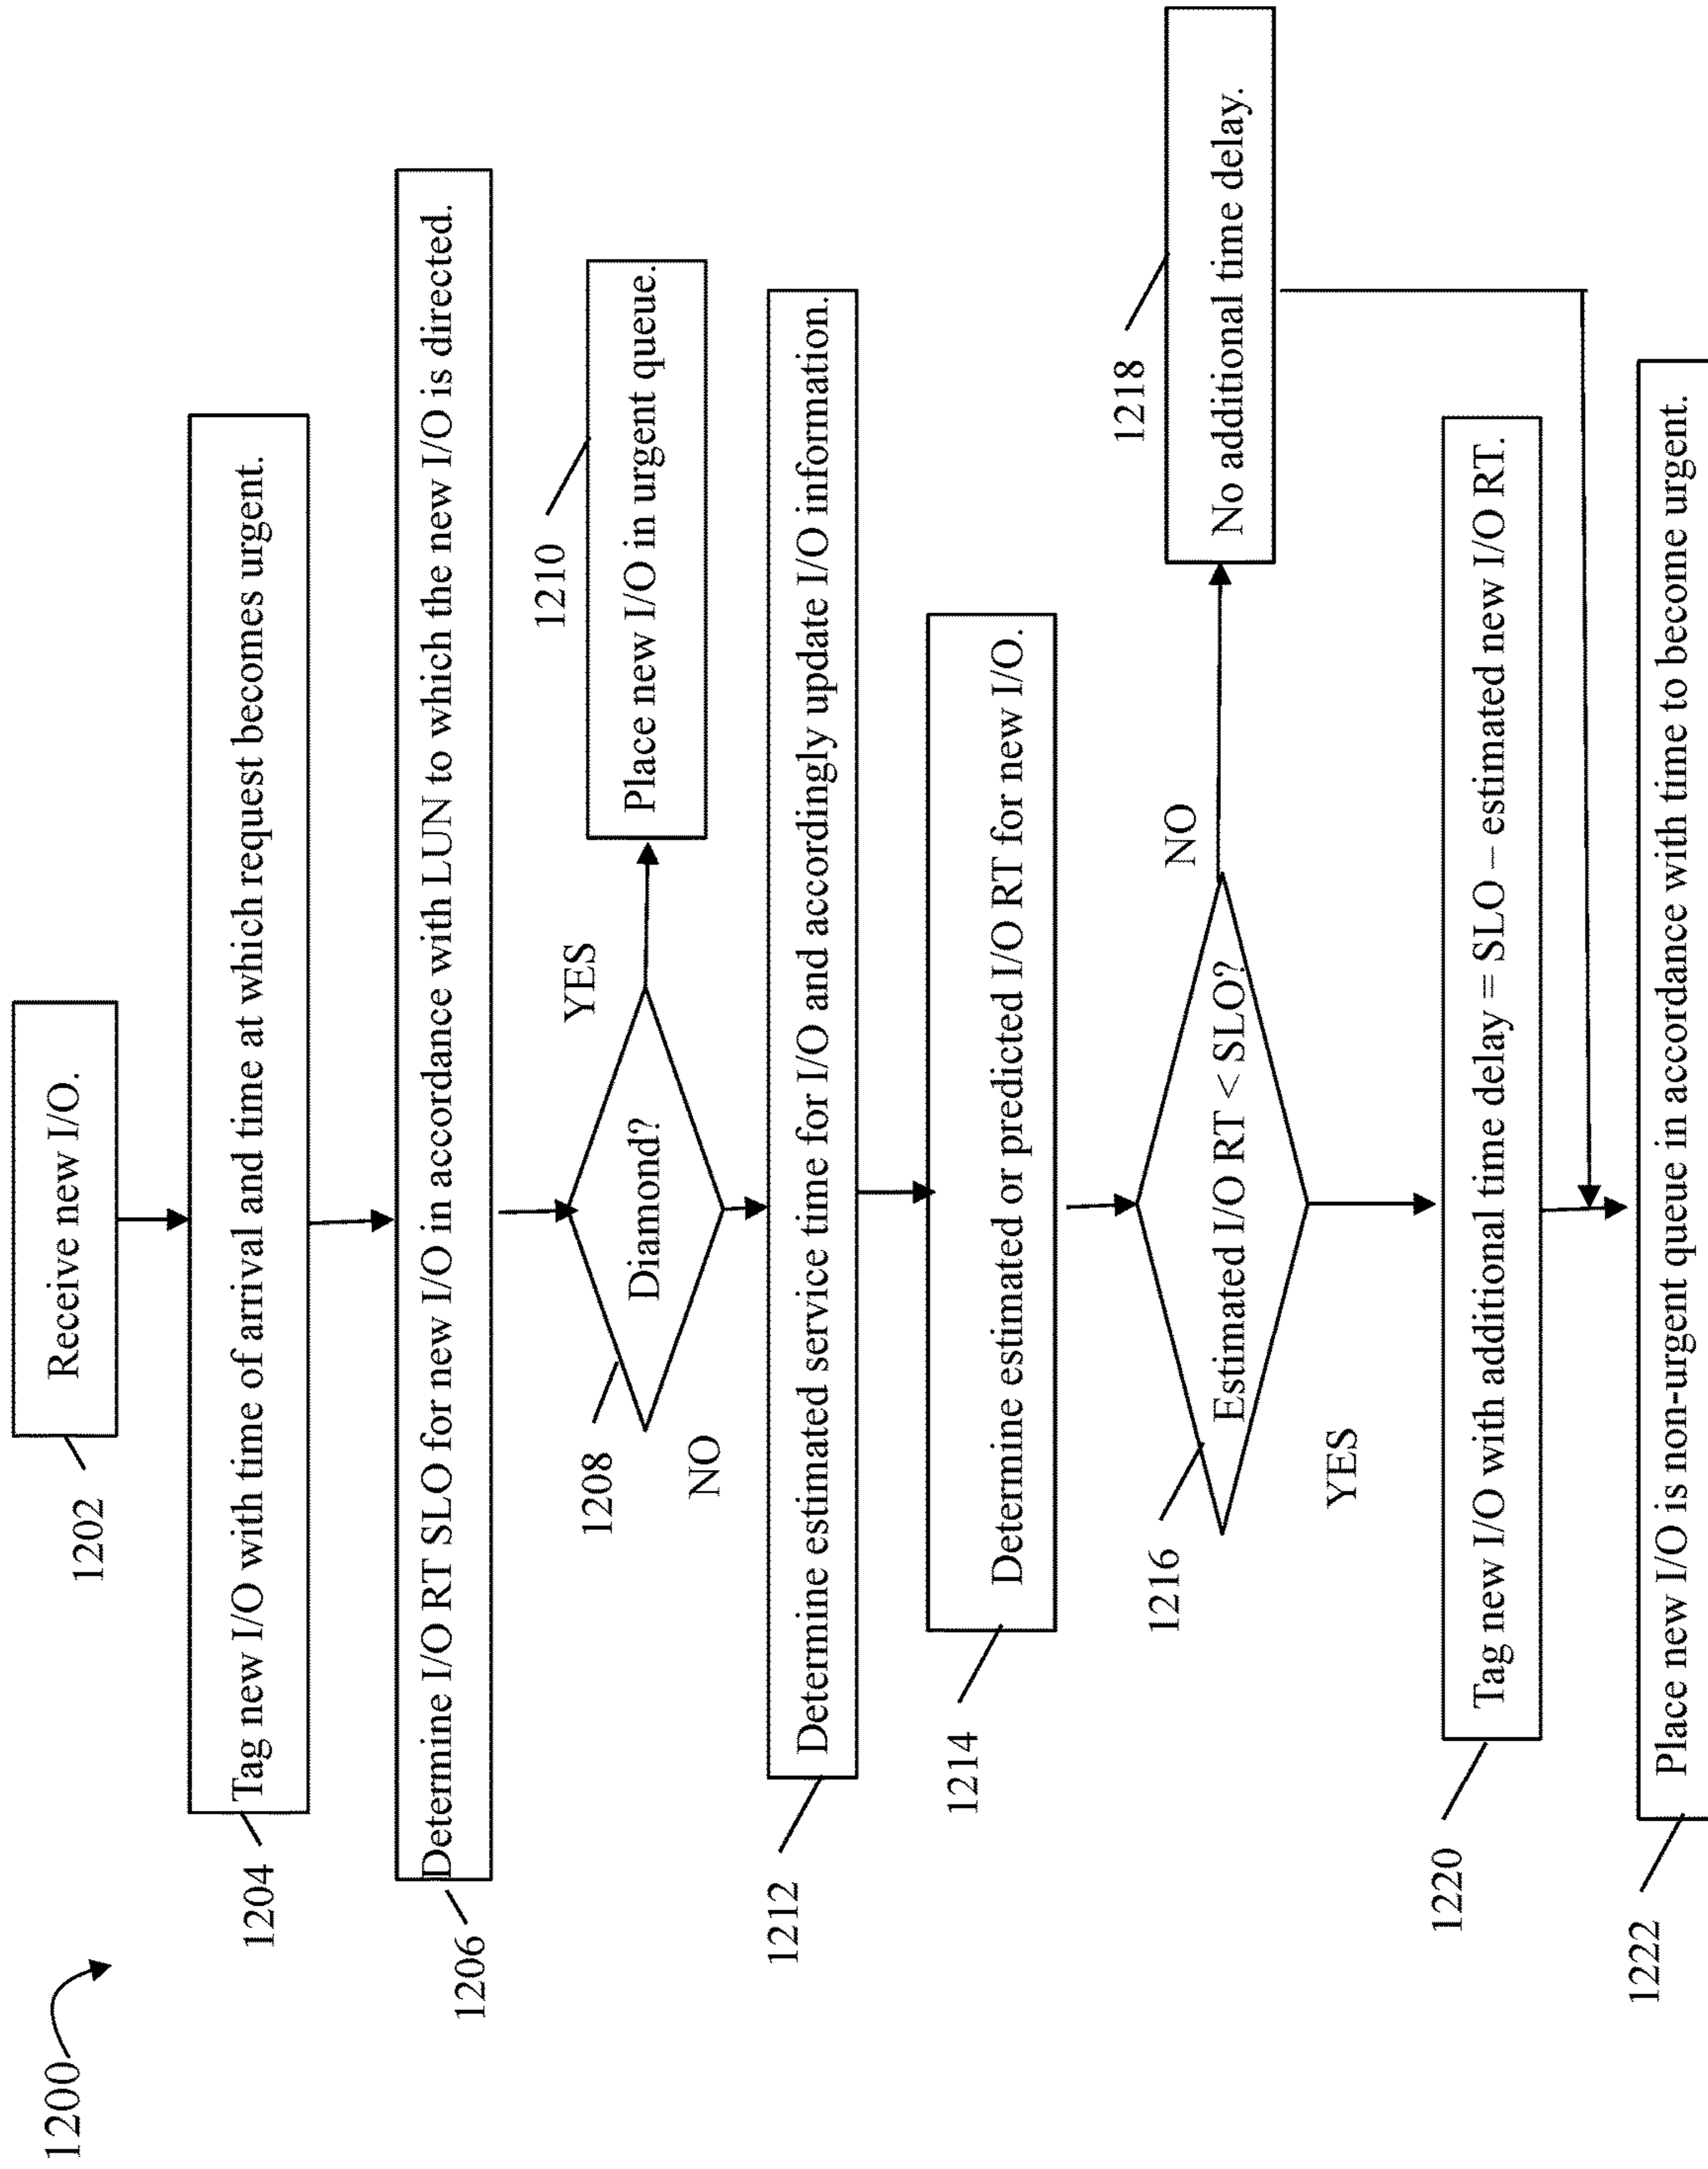 1200
1202
Receive new I/O.
1204
Tag new I/O with time of arrival and time at which request becomes urgent.
1206
Determine I/O RT SLO for new I/O in accordance with LUN to which the new I/O is directed.
1208
Diamond?
YES
1210
Place new I/O in urgent queue.
NO
1212
Determine estimated service time for I/O and accordingly update I/O information.
1214
Determine estimated or predicted I/O RT for new I/O.
1216
Estimated I/O RT < SLO?
NO
1218
No additional time delay.
YES
1220
Tag new I/O with additional time delay = SLO – estimated new I/O RT.
1222
Place new I/O is non-urgent queue in accordance with time to become urgent.